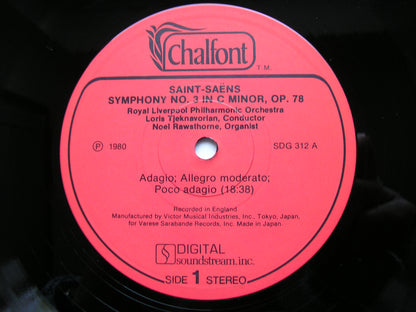 Chalfont
T.M.
SAINT-SAËNS
SYMPHONY NO. 3 IN C MINOR, OP. 78
Royal Liverpool Philharmonic Orchestra
Loris Tjeknavorian, Conductor
Noel Rawsthorne, Organist
Ⓟ 1980
SDG 312 A
Adagio; Allegro moderato;
Poco adagio (18:38)
Recorded in England
Manufactured by Victor Musical Industries, Inc., Tokyo, Japan,
for Varese Sarabande Records, Inc. Made in Japan.
DIGITAL
soundstream, inc.
SIDE 1 STEREO